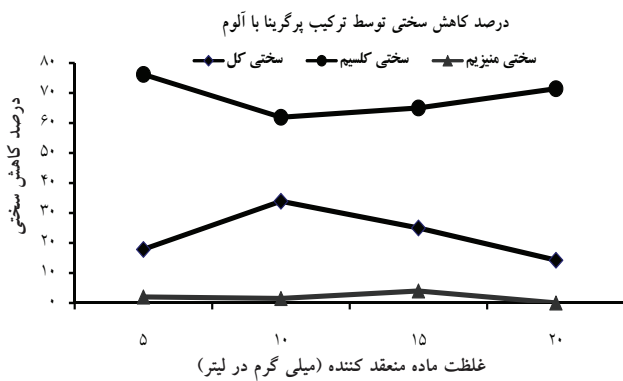 درصد کاهش سختی توسط ترکیب پرگرینا با آلوم
سختی کل
سختی کلسیم
سختی منیزیم
درصد کاهش سختی
۸۰
۷۰
۶۰
۵۰
۴۰
۳۰
۲۰
۱۰
۰
۵ ۱۰ ۱۵ ۲۰
غلظت ماده منعقد کننده (میلی گرم در لیتر)